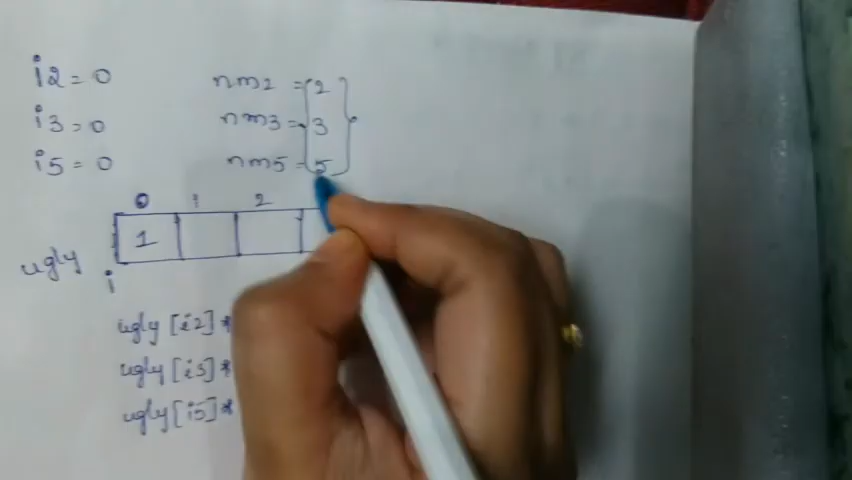 i2 = 0 nm2 = 2
i3 = 0 nm3 = 3
i5 = 0 nm5 = 5
0 1 2
ugly 1
i
ugly [i2] *
ugly [i3] *
ugly [i5] *